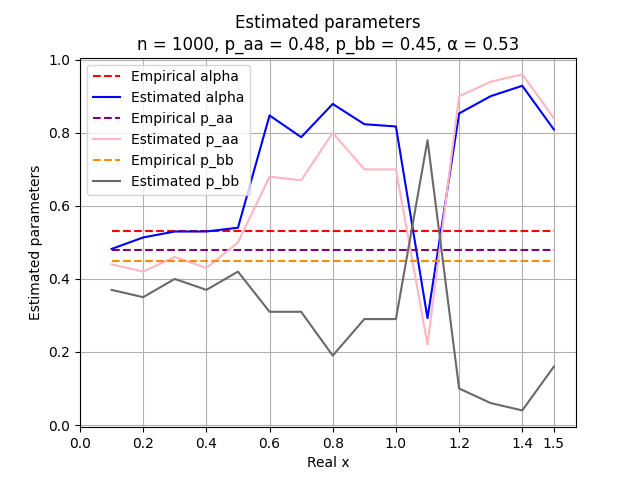 Estimated parameters
n = 1000, p_aa = 0.48, p_bb = 0.45, α = 0.53
Empirical alpha
Estimated alpha
Empirical p_aa
Estimated p_aa
Empirical p_bb
Estimated p_bb
Estimated parameters
1.0
0.8
0.6
0.4
0.2
0.0
0.0 0.2 0.4 0.6 0.8 1.0 1.2 1.4 1.5
Real x